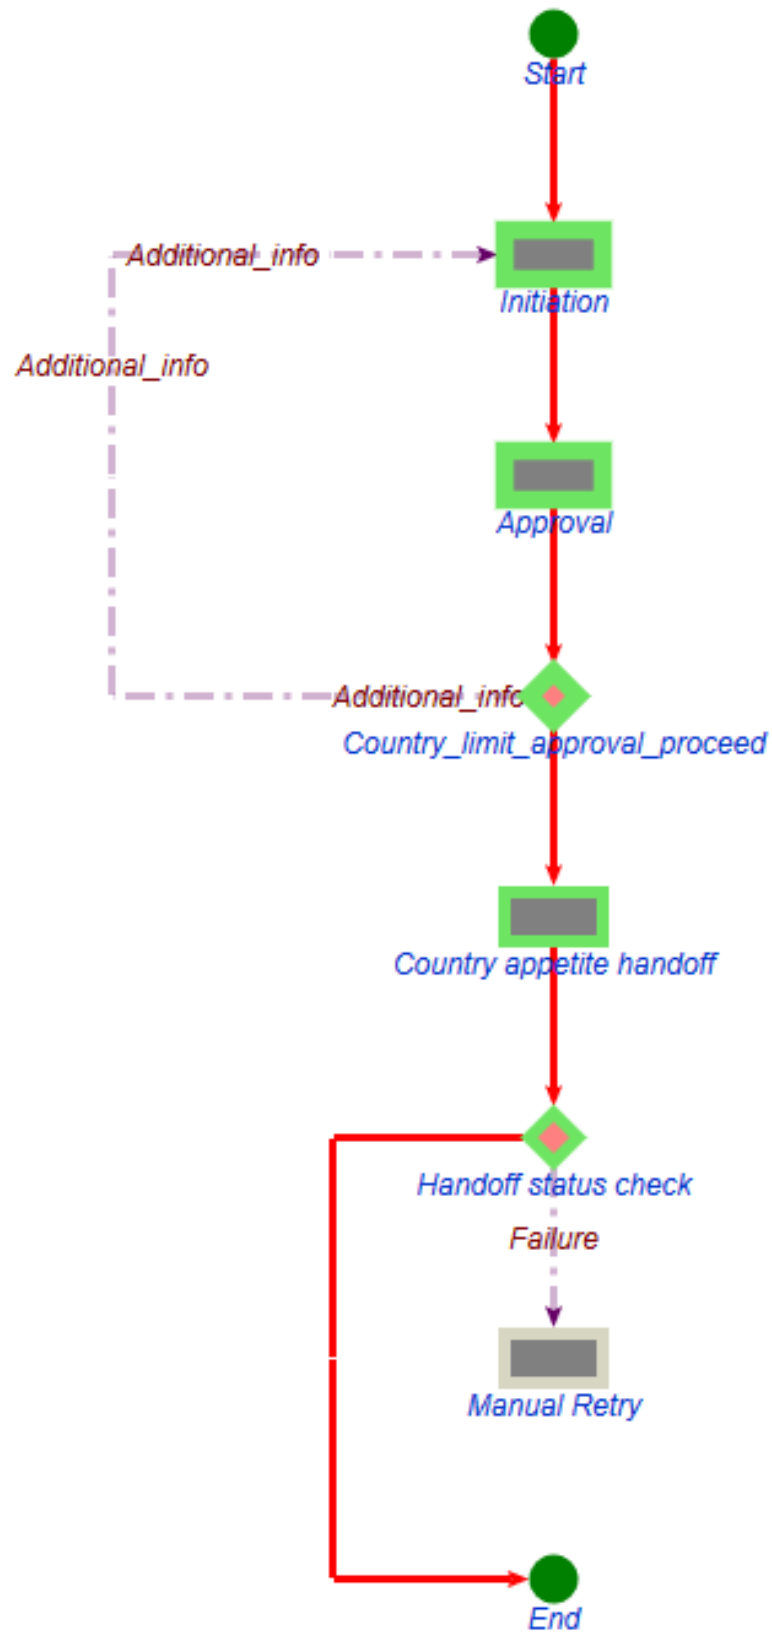 Start
Additional_info
Initiation
Additional_info
Approval
Additional_info
Country_limit_approval_proceed
Country appetite handoff
Handoff status check
Failure
Manual Retry
End